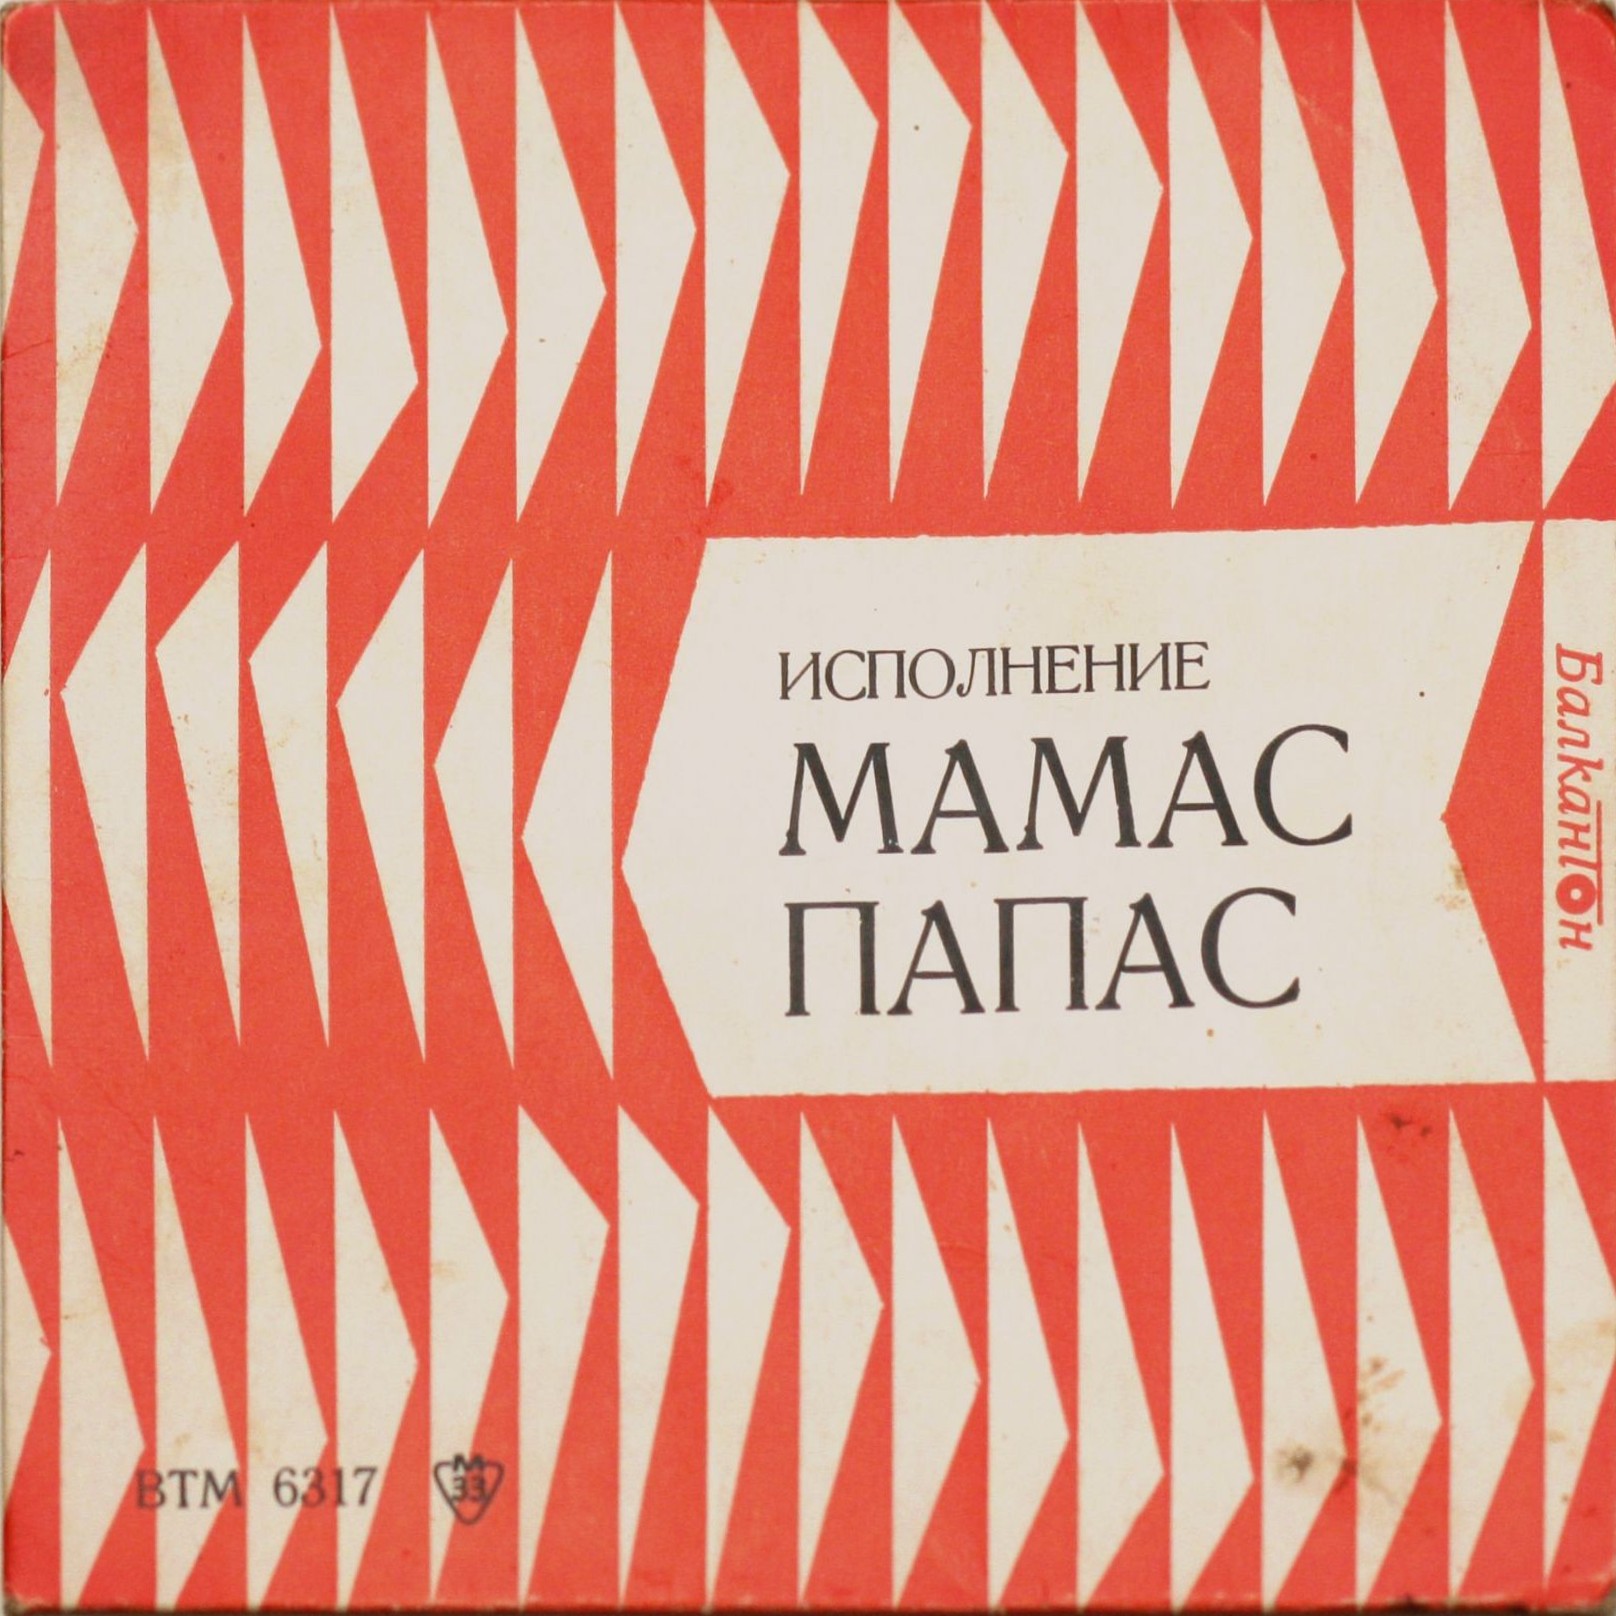 ИСПОЛНЕНИЕ
МАМАС
ПАПАС
Балкантон
ВТМ 6317
М
33